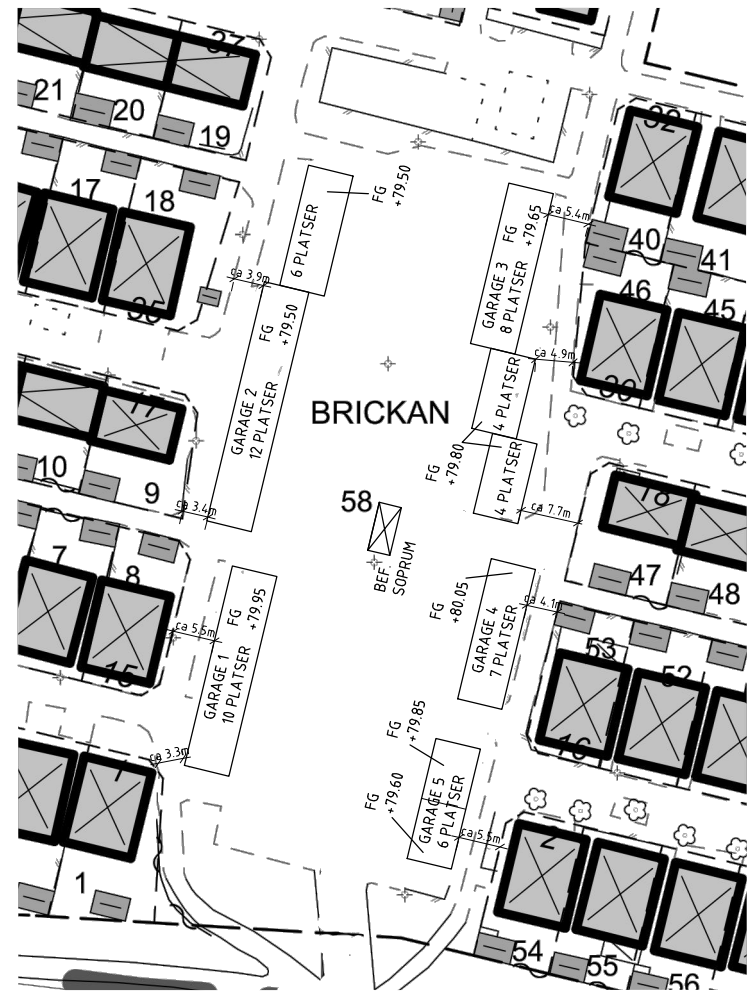 37
21
20
19
32
17
18
FG
+79.50
6 PLATSER
ca 5.4m
FG
+79.65
GARAGE 3
8 PLATSER
40
41
ca 3.9m
35
46
45
FG
+79.50
GARAGE 2
12 PLATSER
ca 4.9m
30
4 PLATSER
17
BRICKAN
FG
+79.80
4 PLATSER
10
9
ca 3.4m
58
BEF.
SOPRUM
ca 7.7m
18
47
48
7
8
15
ca 5.5m
FG
+79.95
GARAGE 1
10 PLATSER
FG
+80.05
GARAGE 4
7 PLATSER
ca 4.1m
53
52
16
ca 3.3m
1
FG
+79.85
FG
+79.60
GARAGE 5
6 PLATSER
ca 5.5m
2
1
54
55
56